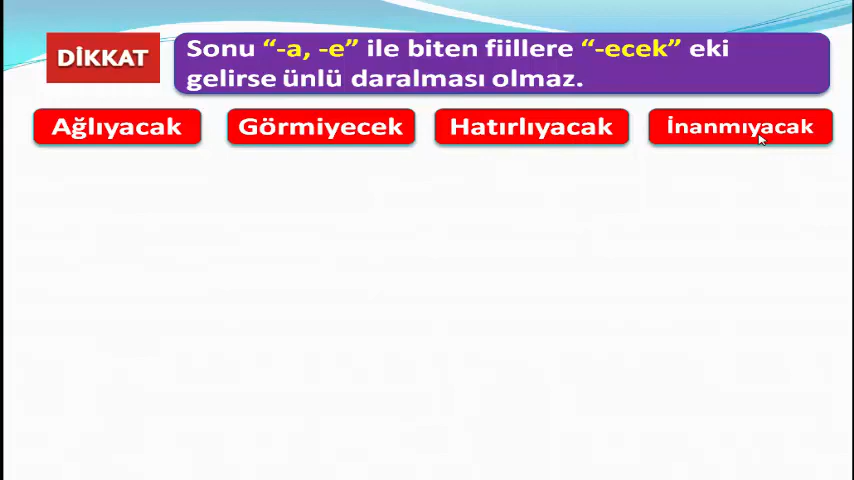 DİKKAT
Sonu “-a, -e” ile biten fiillere “-ecek” eki
gelirse ünlü daralması olmaz.
Ağlıyacak Görmiyecek Hatırlıyacak İnanmıyacak